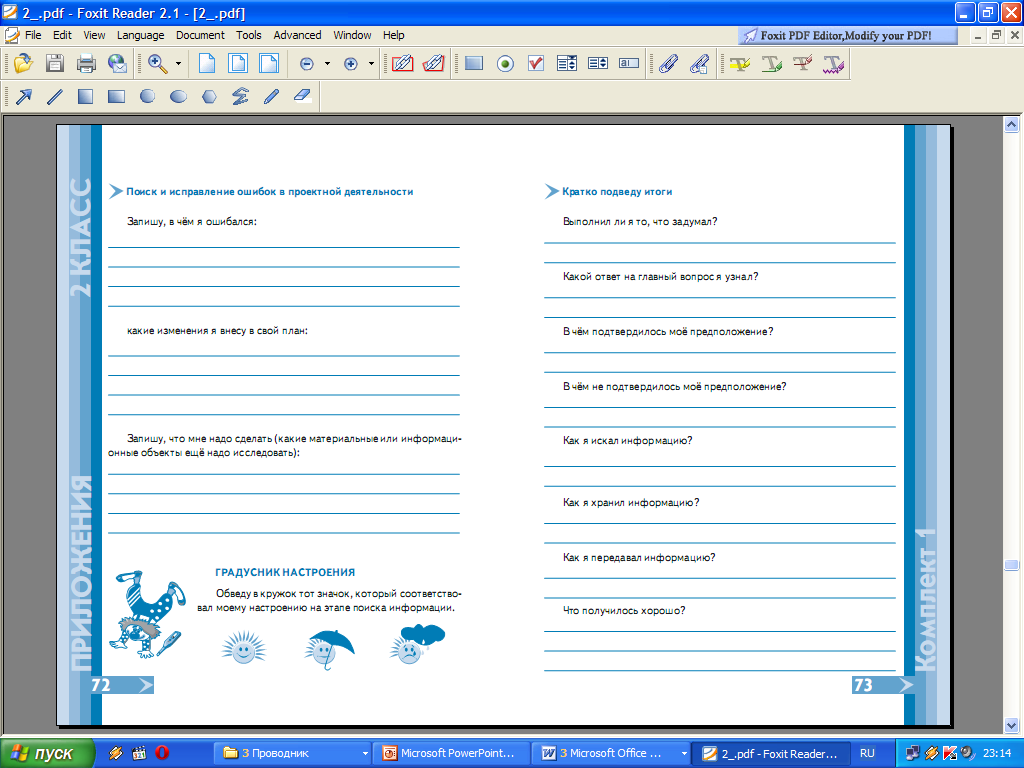 2_.pdf - Foxit Reader 2.1 - [2_.pdf]
File Edit View Language Document Tools Advanced Window Help
Foxit PDF Editor,Modify your PDF!
2 КЛАСС
ПРИЛОЖЕНИЯ
Поиск и исправление ошибок в проектной деятельности
Запишу, в чём я ошибался:
какие изменения я внесу в свой план:
Запишу, что мне надо сделать (какие материальные или информаци-
онные объекты ещё надо исследовать):
ГРАДУСНИК НАСТРОЕНИЯ
Обведу в кружок тот значок, который соответство-
вал моему настроению на этапе поиска информации.
72
Кратко подведу итоги
Выполнил ли я то, что задумал?
Какой ответ на главный вопрос я узнал?
В чём подтвердилось моё предположение?
В чём не подтвердилось моё предположение?
Как я искал информацию?
Как я хранил информацию?
Как я передавал информацию?
Что получилось хорошо?
Комплект 1
73
пуск
3 Проводник
Microsoft PowerPoint...
3 Microsoft Office ...
2_.pdf - Foxit Reader...
RU
23:14